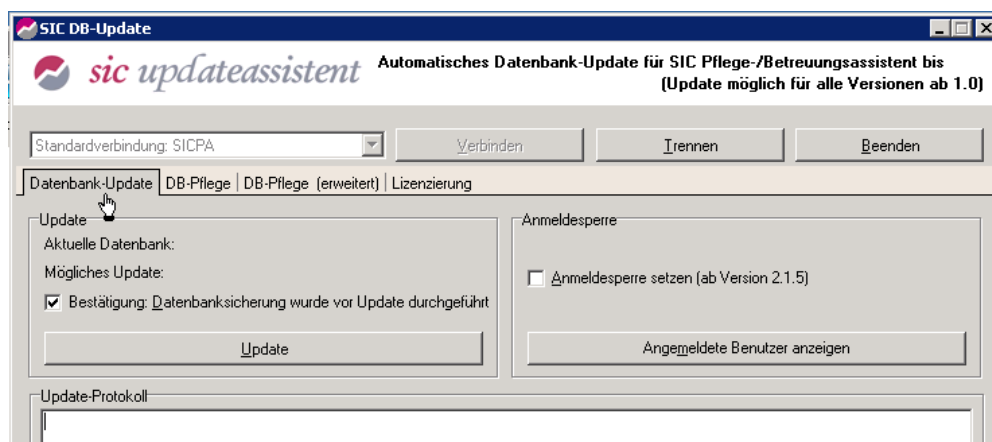 SIC DB-Update
sic updateassistent
Automatisches Datenbank-Update für SIC Pflege-/Betreuungsassistent bis
(Update möglich für alle Versionen ab 1.0)
Standardverbindung: SICPA
Verbinden
Trennen
Beenden
Datenbank-Update
DB-Pflege
DB-Pflege (erweitert)
Lizenzierung
Update
Aktuelle Datenbank:
Mögliches Update:
Bestätigung: Datenbanksicherung wurde vor Update durchgeführt
Update
Anmeldesperre
Anmeldesperre setzen (ab Version 2.1.5)
Angemeldete Benutzer anzeigen
Update-Protokoll